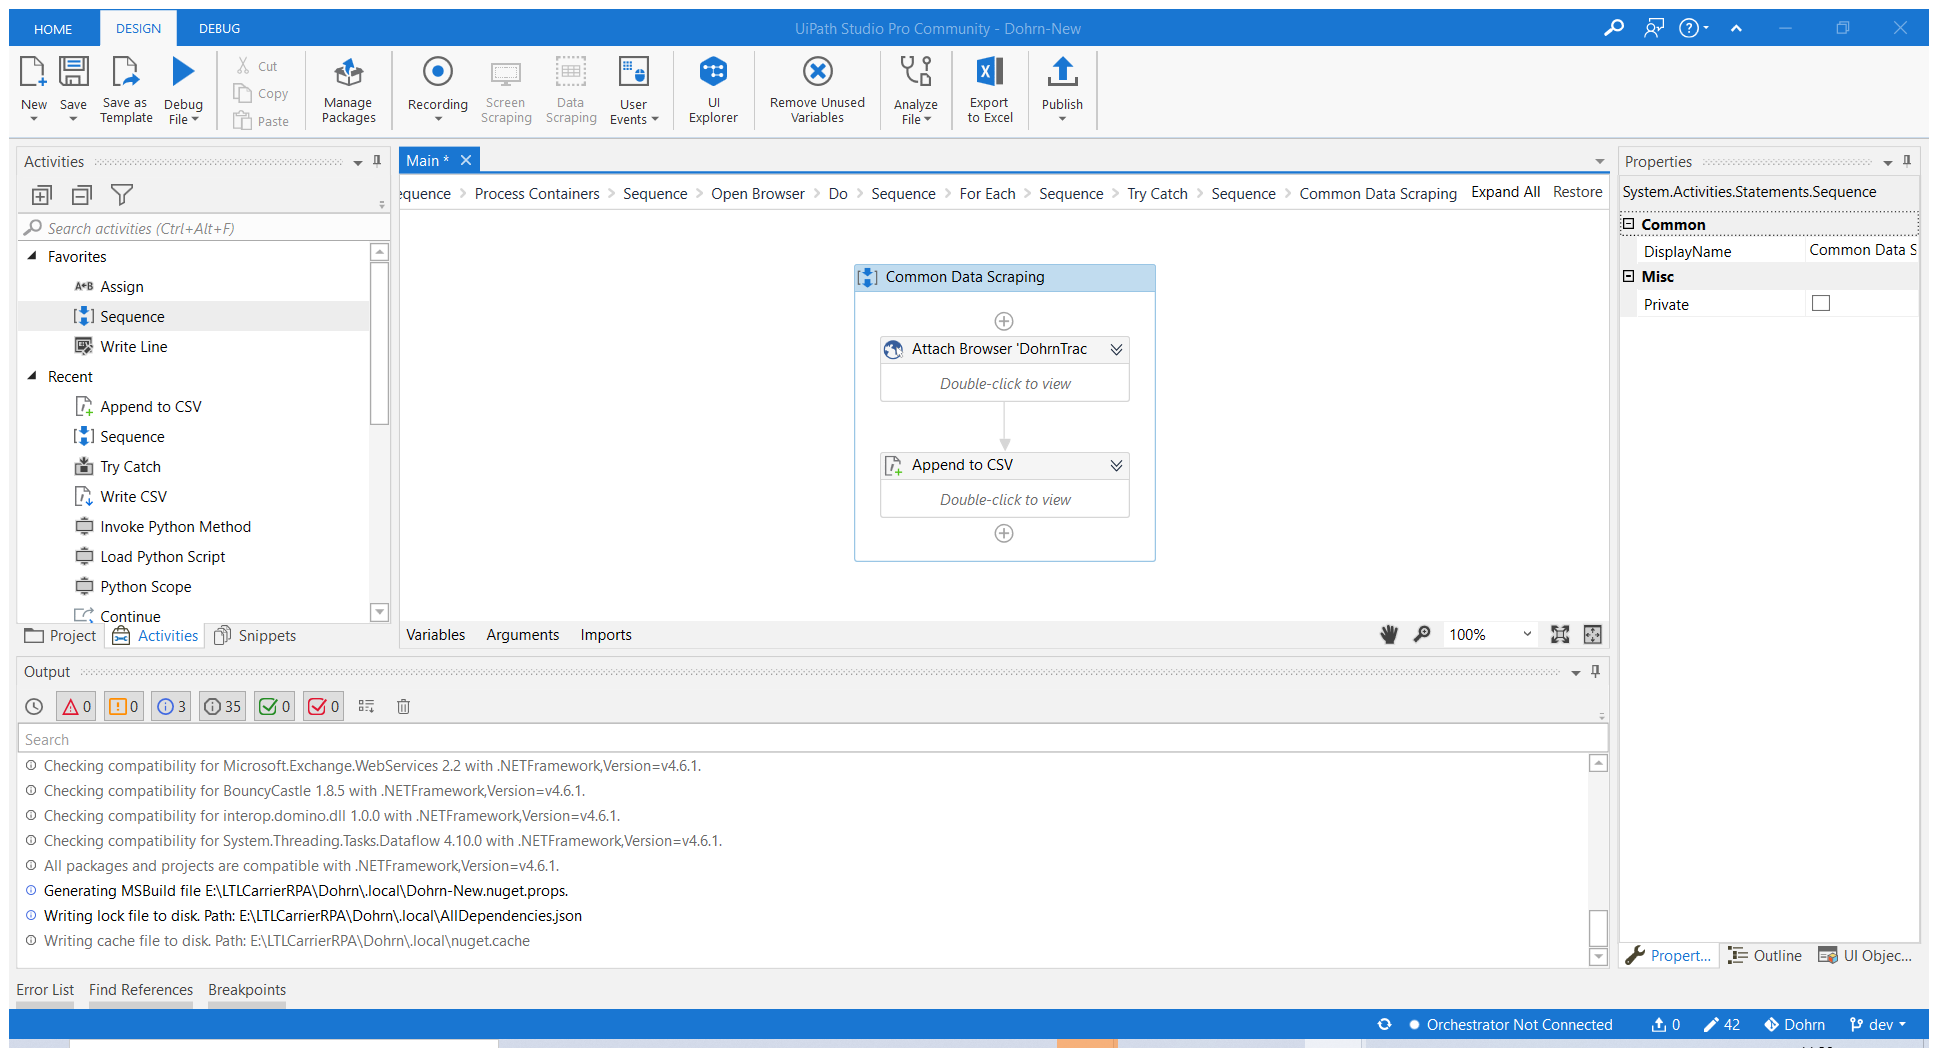 HOME DESIGN DEBUG UiPath Studio Pro Community - Dohrn-New
New Save Save as Template Debug File
Cut
Copy
Paste
Manage Packages
Recording
Screen Scraping
Data Scraping
User Events
UI Explorer
Remove Unused Variables
Analyze File
Export to Excel
Publish
Activities
Search activities (Ctrl+Alt+F)
Favorites
A+B Assign
Sequence
Write Line
Recent
Append to CSV
Sequence
Try Catch
Write CSV
Invoke Python Method
Load Python Script
Python Scope
Continue
Project Activities Snippets
Main *
equence > Process Containers > Sequence > Open Browser > Do > Sequence > For Each > Sequence > Try Catch > Sequence > Common Data Scraping Expand All Restore
Common Data Scraping
Attach Browser 'DohrnTrac
Double-click to view
Append to CSV
Double-click to view
Variables Arguments Imports 100%
Properties
System.Activities.Statements.Sequence
Common
DisplayName Common Data S
Misc
Private
Propert... Outline UI Objec...
Output
0 0 3 35 0 0
Search
Checking compatibility for Microsoft.Exchange.WebServices 2.2 with .NETFramework,Version=v4.6.1.
Checking compatibility for BouncyCastle 1.8.5 with .NETFramework,Version=v4.6.1.
Checking compatibility for interop.domino.dll 1.0.0 with .NETFramework,Version=v4.6.1.
Checking compatibility for System.Threading.Tasks.Dataflow 4.10.0 with .NETFramework,Version=v4.6.1.
All packages and projects are compatible with .NETFramework,Version=v4.6.1.
Generating MSBuild file E:\LTLCarrierRPA\Dohrn\.local\Dohrn-New.nuget.props.
Writing lock file to disk. Path: E:\LTLCarrierRPA\Dohrn\.local\AllDependencies.json
Writing cache file to disk. Path: E:\LTLCarrierRPA\Dohrn\.local\nuget.cache
Error List Find References Breakpoints
Orchestrator Not Connected 0 42 Dohrn dev